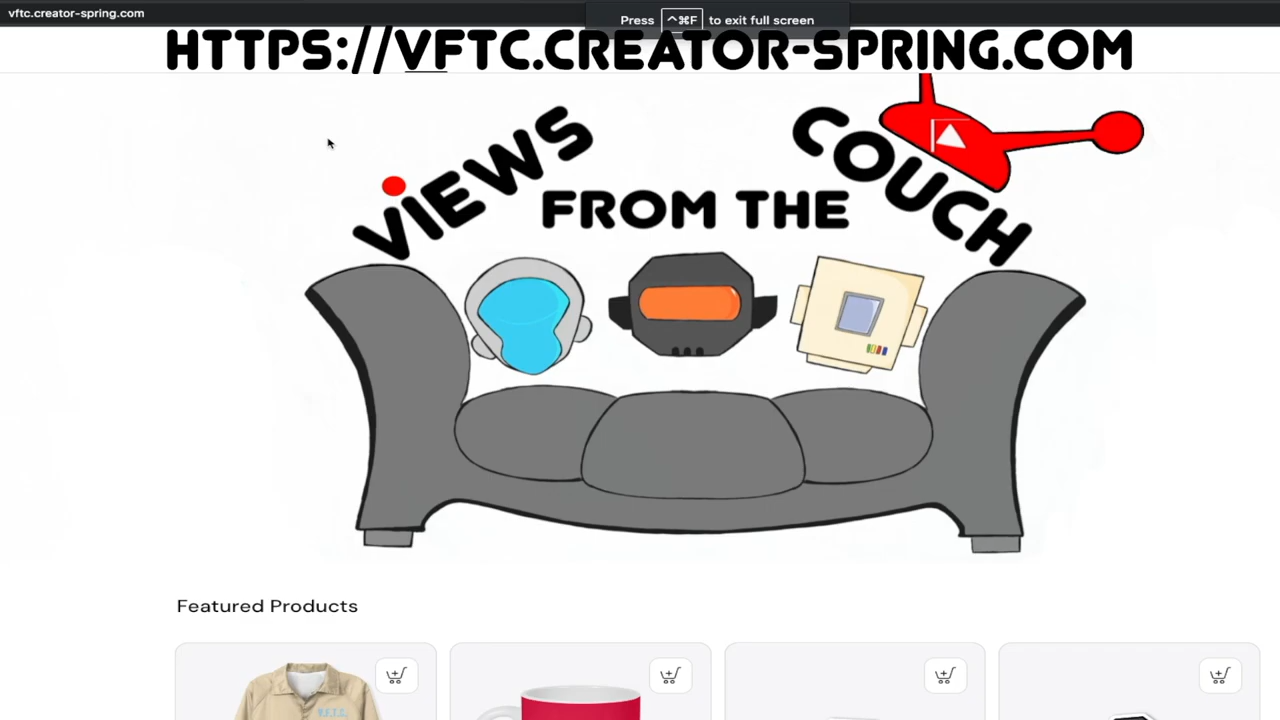 vftc.creator-spring.com
Press ^⌘F to exit full screen
HTTPS://VFTC.CREATOR-SPRING.COM
VIEWS
FROM THE
COUCH
Featured Products
V.F.T.C.